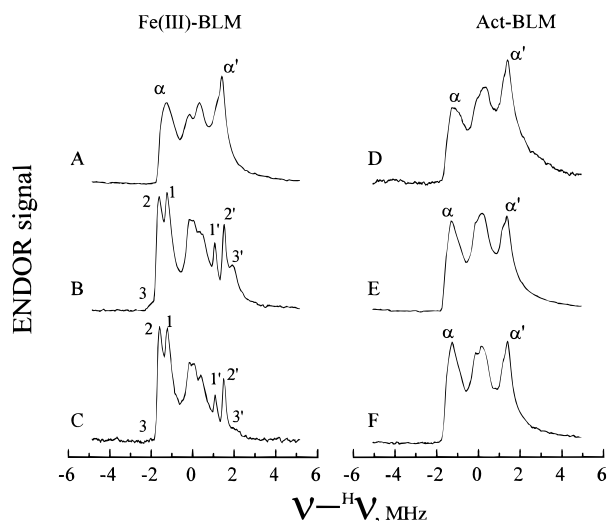 Fe(III)-BLM
Act-BLM
ENDOR signal
α
α'
A
2
1
1'
2'
3'
3
B
2
1
1'
2'
3'
3
C
α
α'
D
α
α'
E
α
α'
F
-6 -4 -2 0 2 4 6
-6 -4 -2 0 2 4 6
ν–ᴴν, MHz